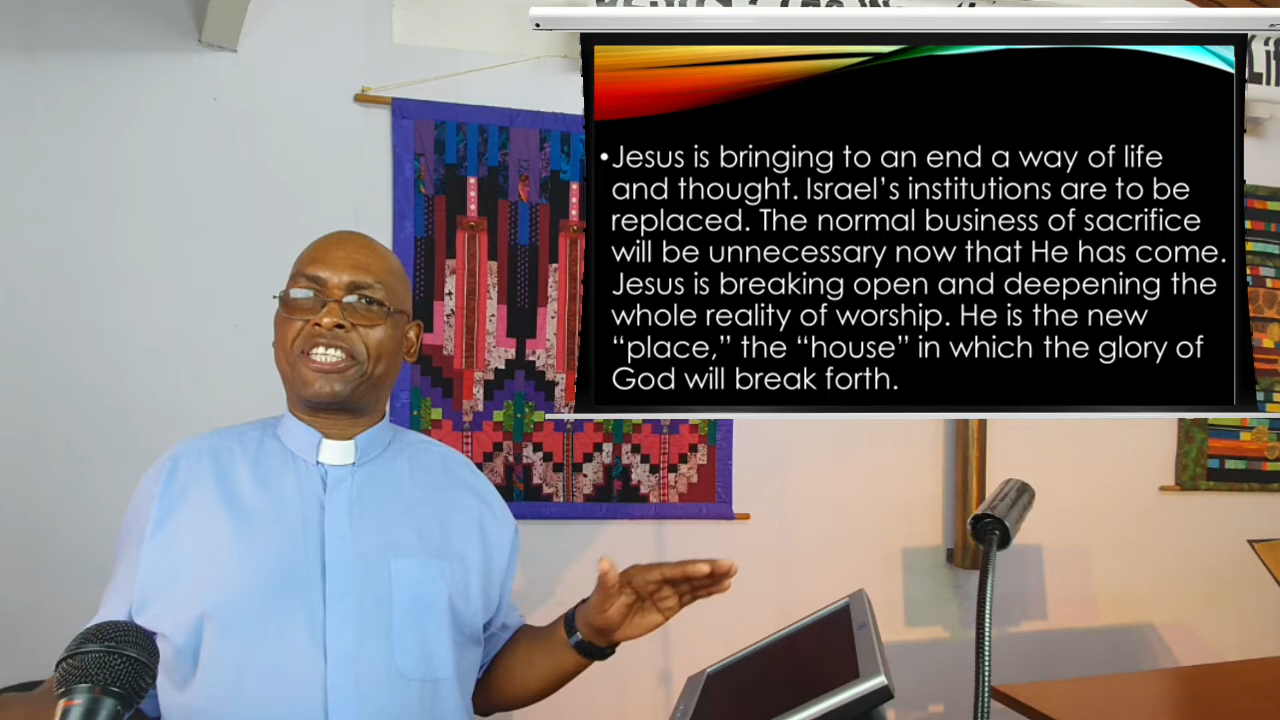 •Jesus is bringing to an end a way of life
and thought. Israel’s institutions are to be
replaced. The normal business of sacrifice
will be unnecessary now that He has come.
Jesus is breaking open and deepening the
whole reality of worship. He is the new
“place,” the “house” in which the glory of
God will break forth.